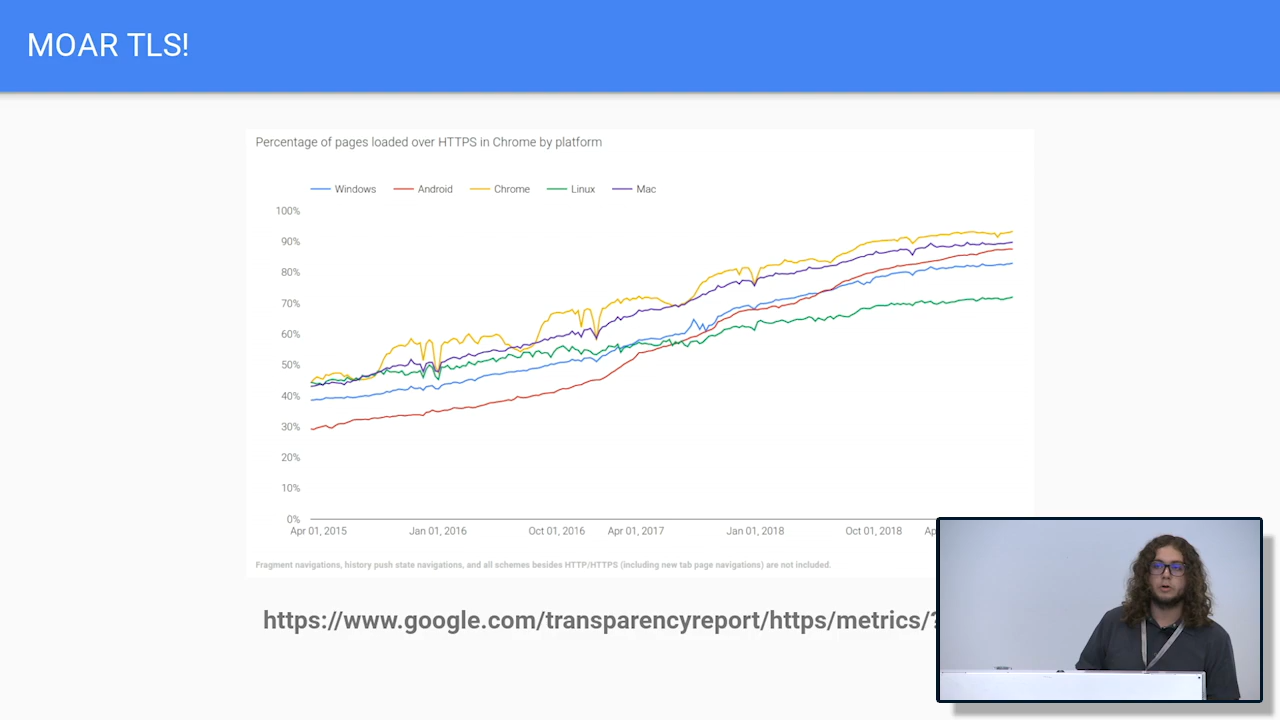 MOAR TLS!
Percentage of pages loaded over HTTPS in Chrome by platform
Windows Android Chrome Linux Mac
100%
90%
80%
70%
60%
50%
40%
30%
20%
10%
0%
Apr 01, 2015 Jan 01, 2016 Oct 01, 2016 Apr 01, 2017 Jan 01, 2018 Oct 01, 2018
Fragment navigations, history push state navigations, and all schemes besides HTTP/HTTPS (including new tab page navigations) are not included.
https://www.google.com/transparencyreport/https/metrics/?